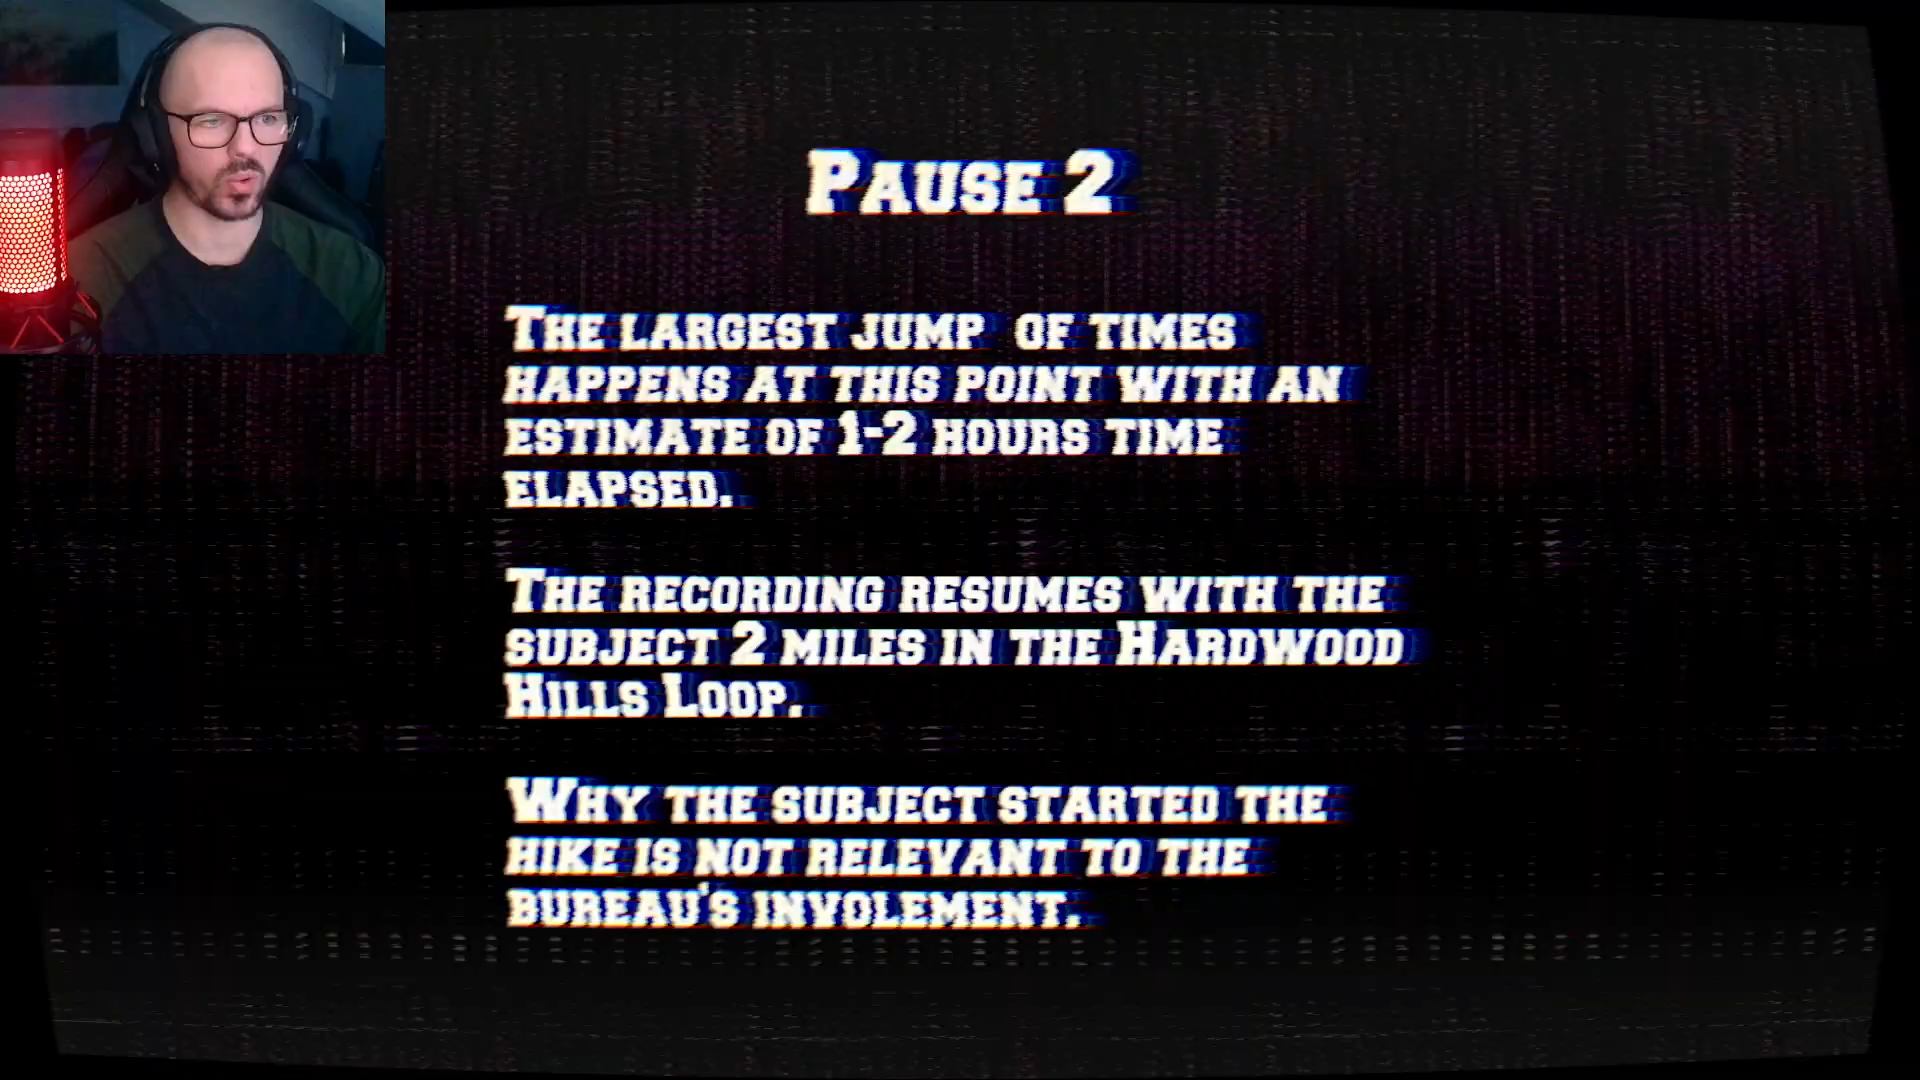 Pause 2
The largest jump of times
happens at this point with an
estimate of 1-2 hours time
elapsed.
The recording resumes with the
subject 2 miles in the Hardwood
Hills Loop.
Why the subject started the
hike is not relevant to the
bureau's involement.